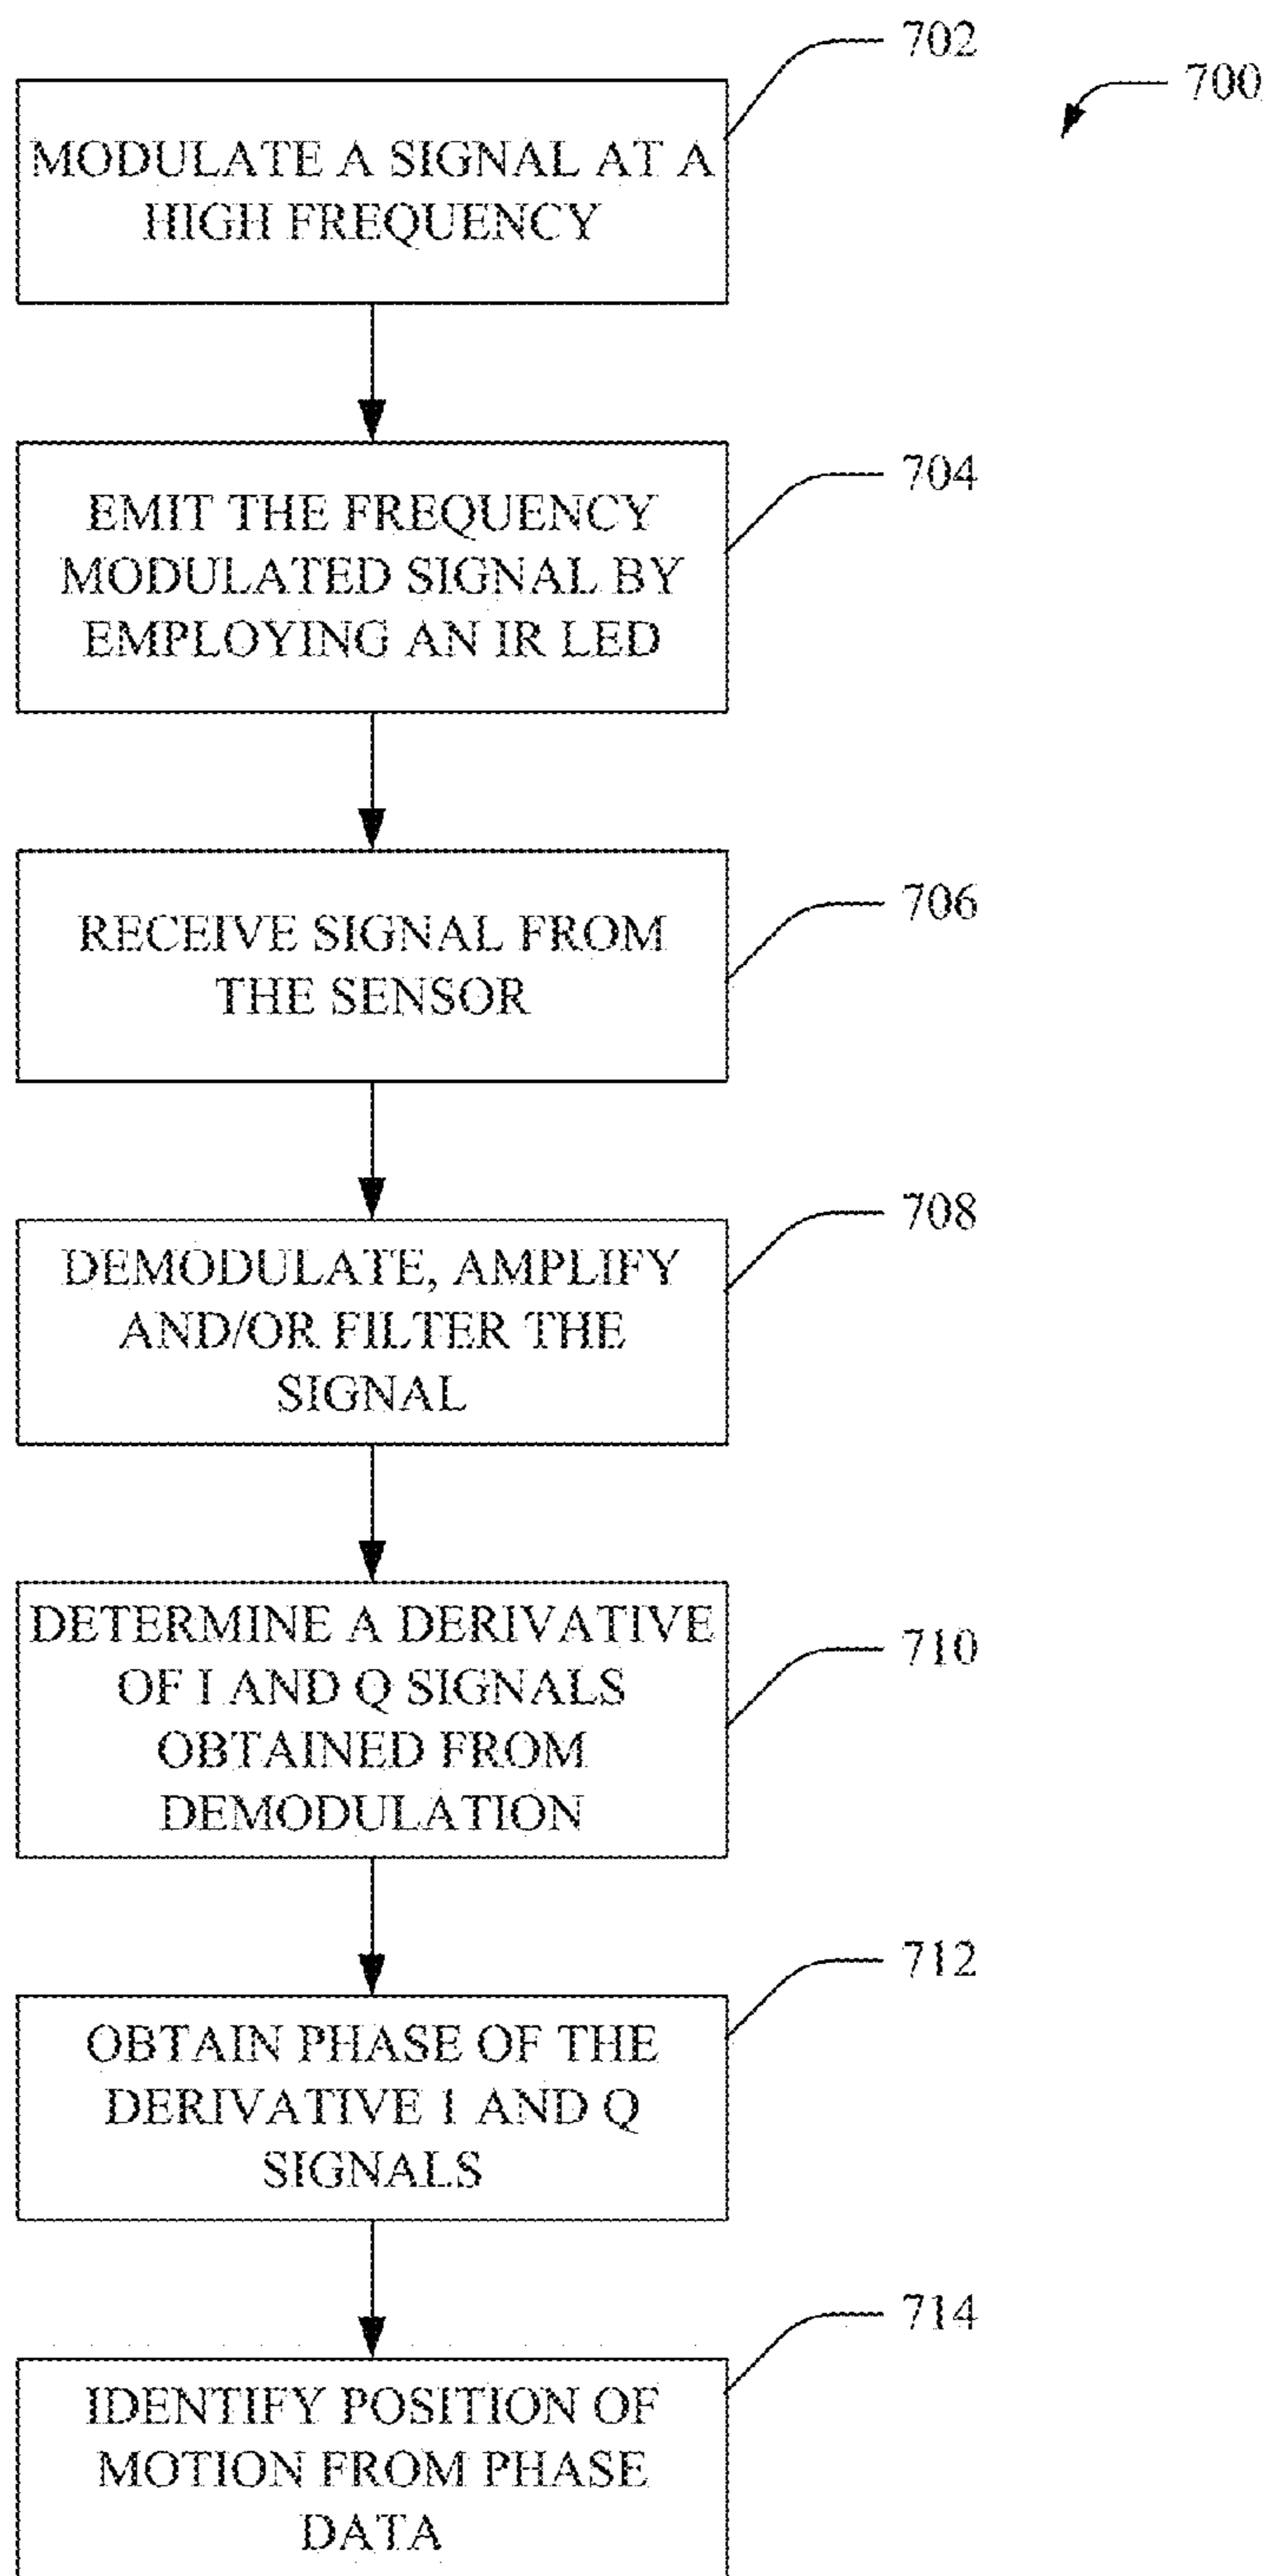 702
700
MODULATE A SIGNAL AT A
HIGH FREQUENCY
704
EMIT THE FREQUENCY
MODULATED SIGNAL BY
EMPLOYING AN IR LED
706
RECEIVE SIGNAL FROM
THE SENSOR
708
DEMODULATE, AMPLIFY
AND/OR FILTER THE
SIGNAL
710
DETERMINE A DERIVATIVE
OF I AND Q SIGNALS
OBTAINED FROM
DEMODULATION
712
OBTAIN PHASE OF THE
DERIVATIVE 1 AND Q
SIGNALS
714
IDENTIFY POSITION OF
MOTION FROM PHASE
DATA